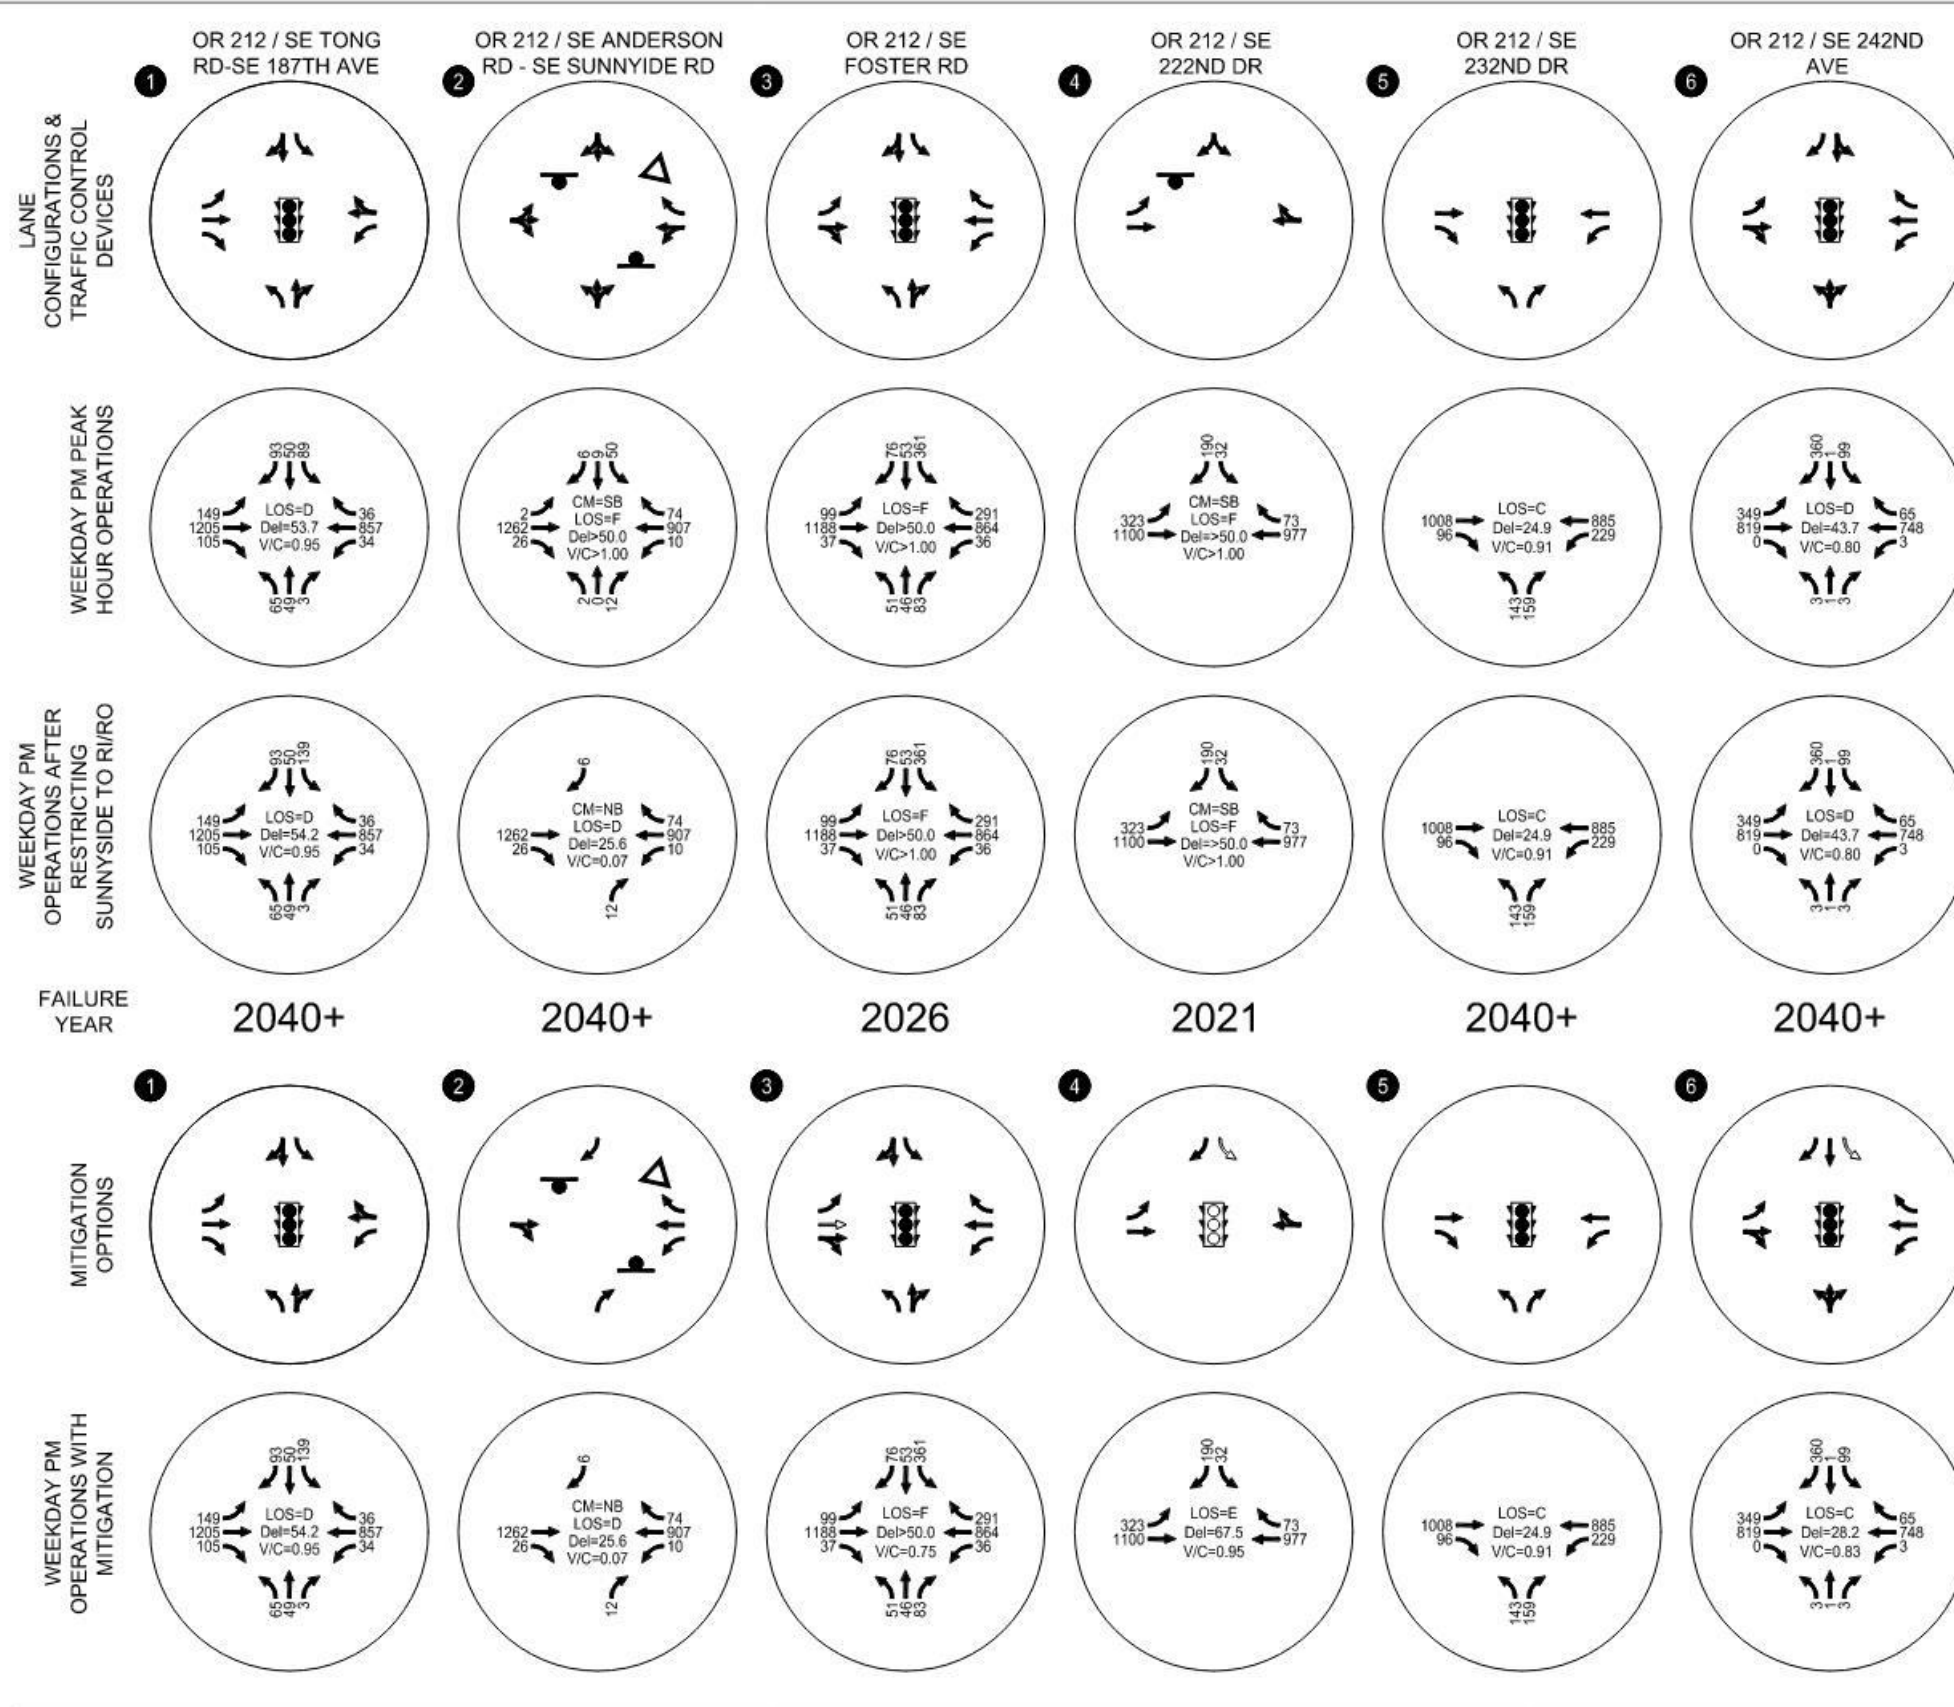 OR 212 / SE TONG
RD-SE 187TH AVE
OR 212 / SE ANDERSON
RD - SE SUNNYIDE RD
OR 212 / SE
FOSTER RD
OR 212 / SE
222ND DR
OR 212 / SE
232ND DR
OR 212 / SE 242ND
AVE
LANE
CONFIGURATIONS &
TRAFFIC CONTROL
DEVICES
1
2
3
4
5
6
WEEKDAY PM PEAK
HOUR OPERATIONS
93
50
89
149
1205
105
LOS=D
Del=53.7
V/C=0.95
36
857
34
65
49
3
6
9
50
2
1262
26
CM=SB
LOS=F
Del>50.0
V/C>1.00
74
907
10
2
0
12
76
53
361
99
1188
37
LOS=F
Del>50.0
V/C>1.00
291
864
36
51
46
83
190
32
323
1100
CM=SB
LOS=F
Del=>50.0
V/C>1.00
73
977
1008
96
LOS=C
Del=24.9
V/C=0.91
885
229
143
159
360
1
99
349
819
0
LOS=D
Del=43.7
V/C=0.80
65
748
3
3
1
3
WEEKDAY PM
OPERATIONS AFTER
RESTRICTING
SUNNYSIDE TO RI/RO
93
50
139
149
1205
105
LOS=D
Del=54.2
V/C=0.95
36
857
34
65
49
3
6
1262
26
CM=NB
LOS=D
Del=25.6
V/C=0.07
74
907
10
12
76
53
361
99
1188
37
LOS=F
Del>50.0
V/C>1.00
291
864
36
51
46
83
190
32
323
1100
CM=SB
LOS=F
Del=>50.0
V/C>1.00
73
977
1008
96
LOS=C
Del=24.9
V/C=0.91
885
229
143
159
360
1
99
349
819
0
LOS=D
Del=43.7
V/C=0.80
65
748
3
3
1
3
FAILURE
YEAR
2040+
2040+
2026
2021
2040+
2040+
MITIGATION
OPTIONS
1
2
3
4
5
6
WEEKDAY PM
OPERATIONS WITH
MITIGATION
93
50
139
149
1205
105
LOS=D
Del=54.2
V/C=0.95
36
857
34
65
49
3
6
1262
26
CM=NB
LOS=D
Del=25.6
V/C=0.07
74
907
10
12
76
53
361
99
1188
37
LOS=F
Del>50.0
V/C=0.75
291
864
36
51
46
83
190
32
323
1100
LOS=E
Del=67.5
V/C=0.95
73
977
1008
96
LOS=C
Del=24.9
V/C=0.91
885
229
143
159
360
1
99
349
819
0
LOS=C
Del=28.2
V/C=0.83
65
748
3
3
1
3